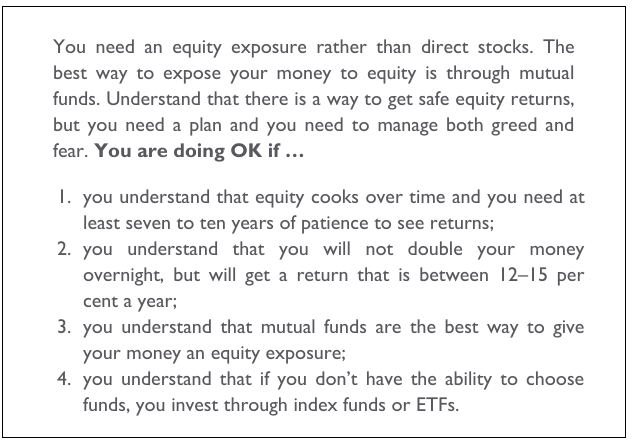 You need an equity exposure rather than direct stocks. The
best way to expose your money to equity is through mutual
funds. Understand that there is a way to get safe equity returns,
but you need a plan and you need to manage both greed and
fear. You are doing OK if …
1. you understand that equity cooks over time and you need at
least seven to ten years of patience to see returns;
2. you understand that you will not double your money
overnight, but will get a return that is between 12–15 per
cent a year;
3. you understand that mutual funds are the best way to give
your money an equity exposure;
4. you understand that if you don’t have the ability to choose
funds, you invest through index funds or ETFs.